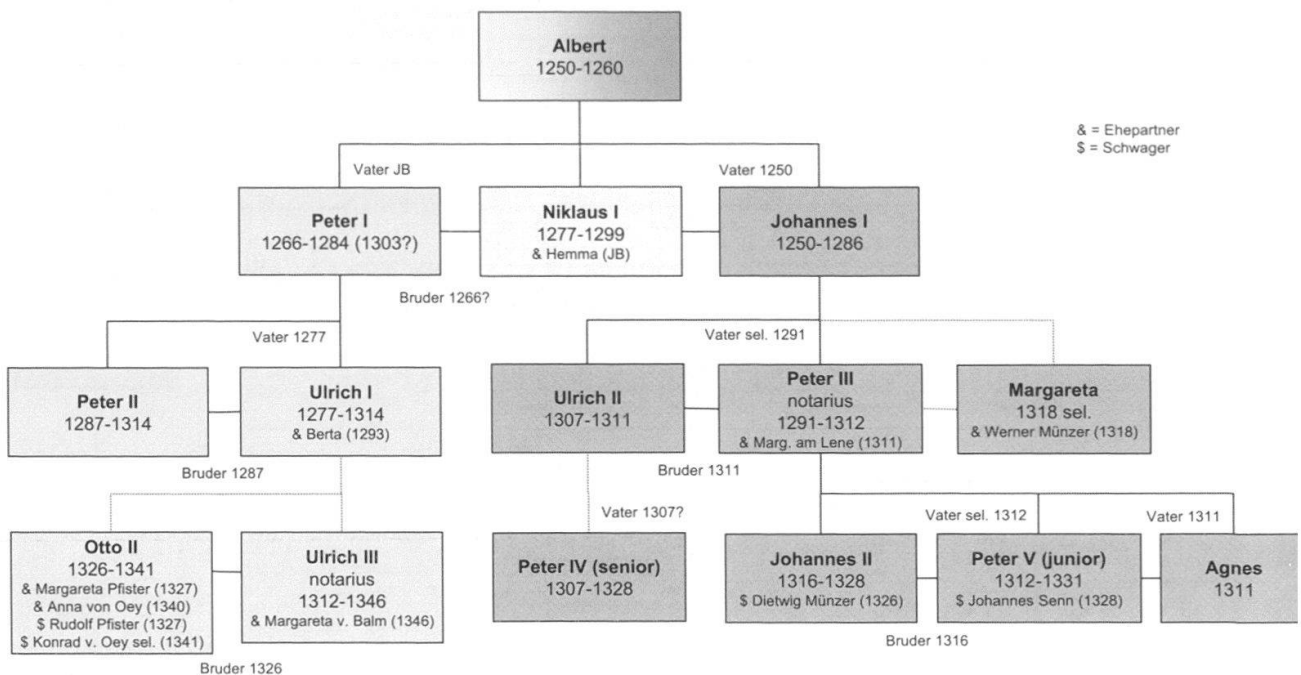 Albert
1250-1260
& = Ehepartner
$ = Schwager
Vater JB
Vater 1250
Peter I
1266-1284 (1303?)
Niklaus I
1277-1299
& Hemma (JB)
Johannes I
1250-1286
Bruder 1266?
Vater 1277
Vater sel. 1291
Peter II
1287-1314
Ulrich I
1277-1314
& Berta (1293)
Ulrich II
1307-1311
Peter III
notarius
1291-1312
& Marg. am Lene (1311)
Margareta
1318 sel.
& Werner Münzer (1318)
Bruder 1287
Bruder 1311
Vater 1307?
Vater sel. 1312
Vater 1311
Otto II
1326-1341
& Margareta Pfister (1327)
& Anna von Oey (1340)
$ Rudolf Pfister (1327)
$ Konrad v. Oey sel. (1341)
Ulrich III
notarius
1312-1346
& Margareta v. Balm (1346)
Peter IV (senior)
1307-1328
Johannes II
1316-1328
$ Dietwig Münzer (1326)
Peter V (junior)
1312-1331
$ Johannes Senn (1328)
Agnes
1311
Bruder 1326
Bruder 1316